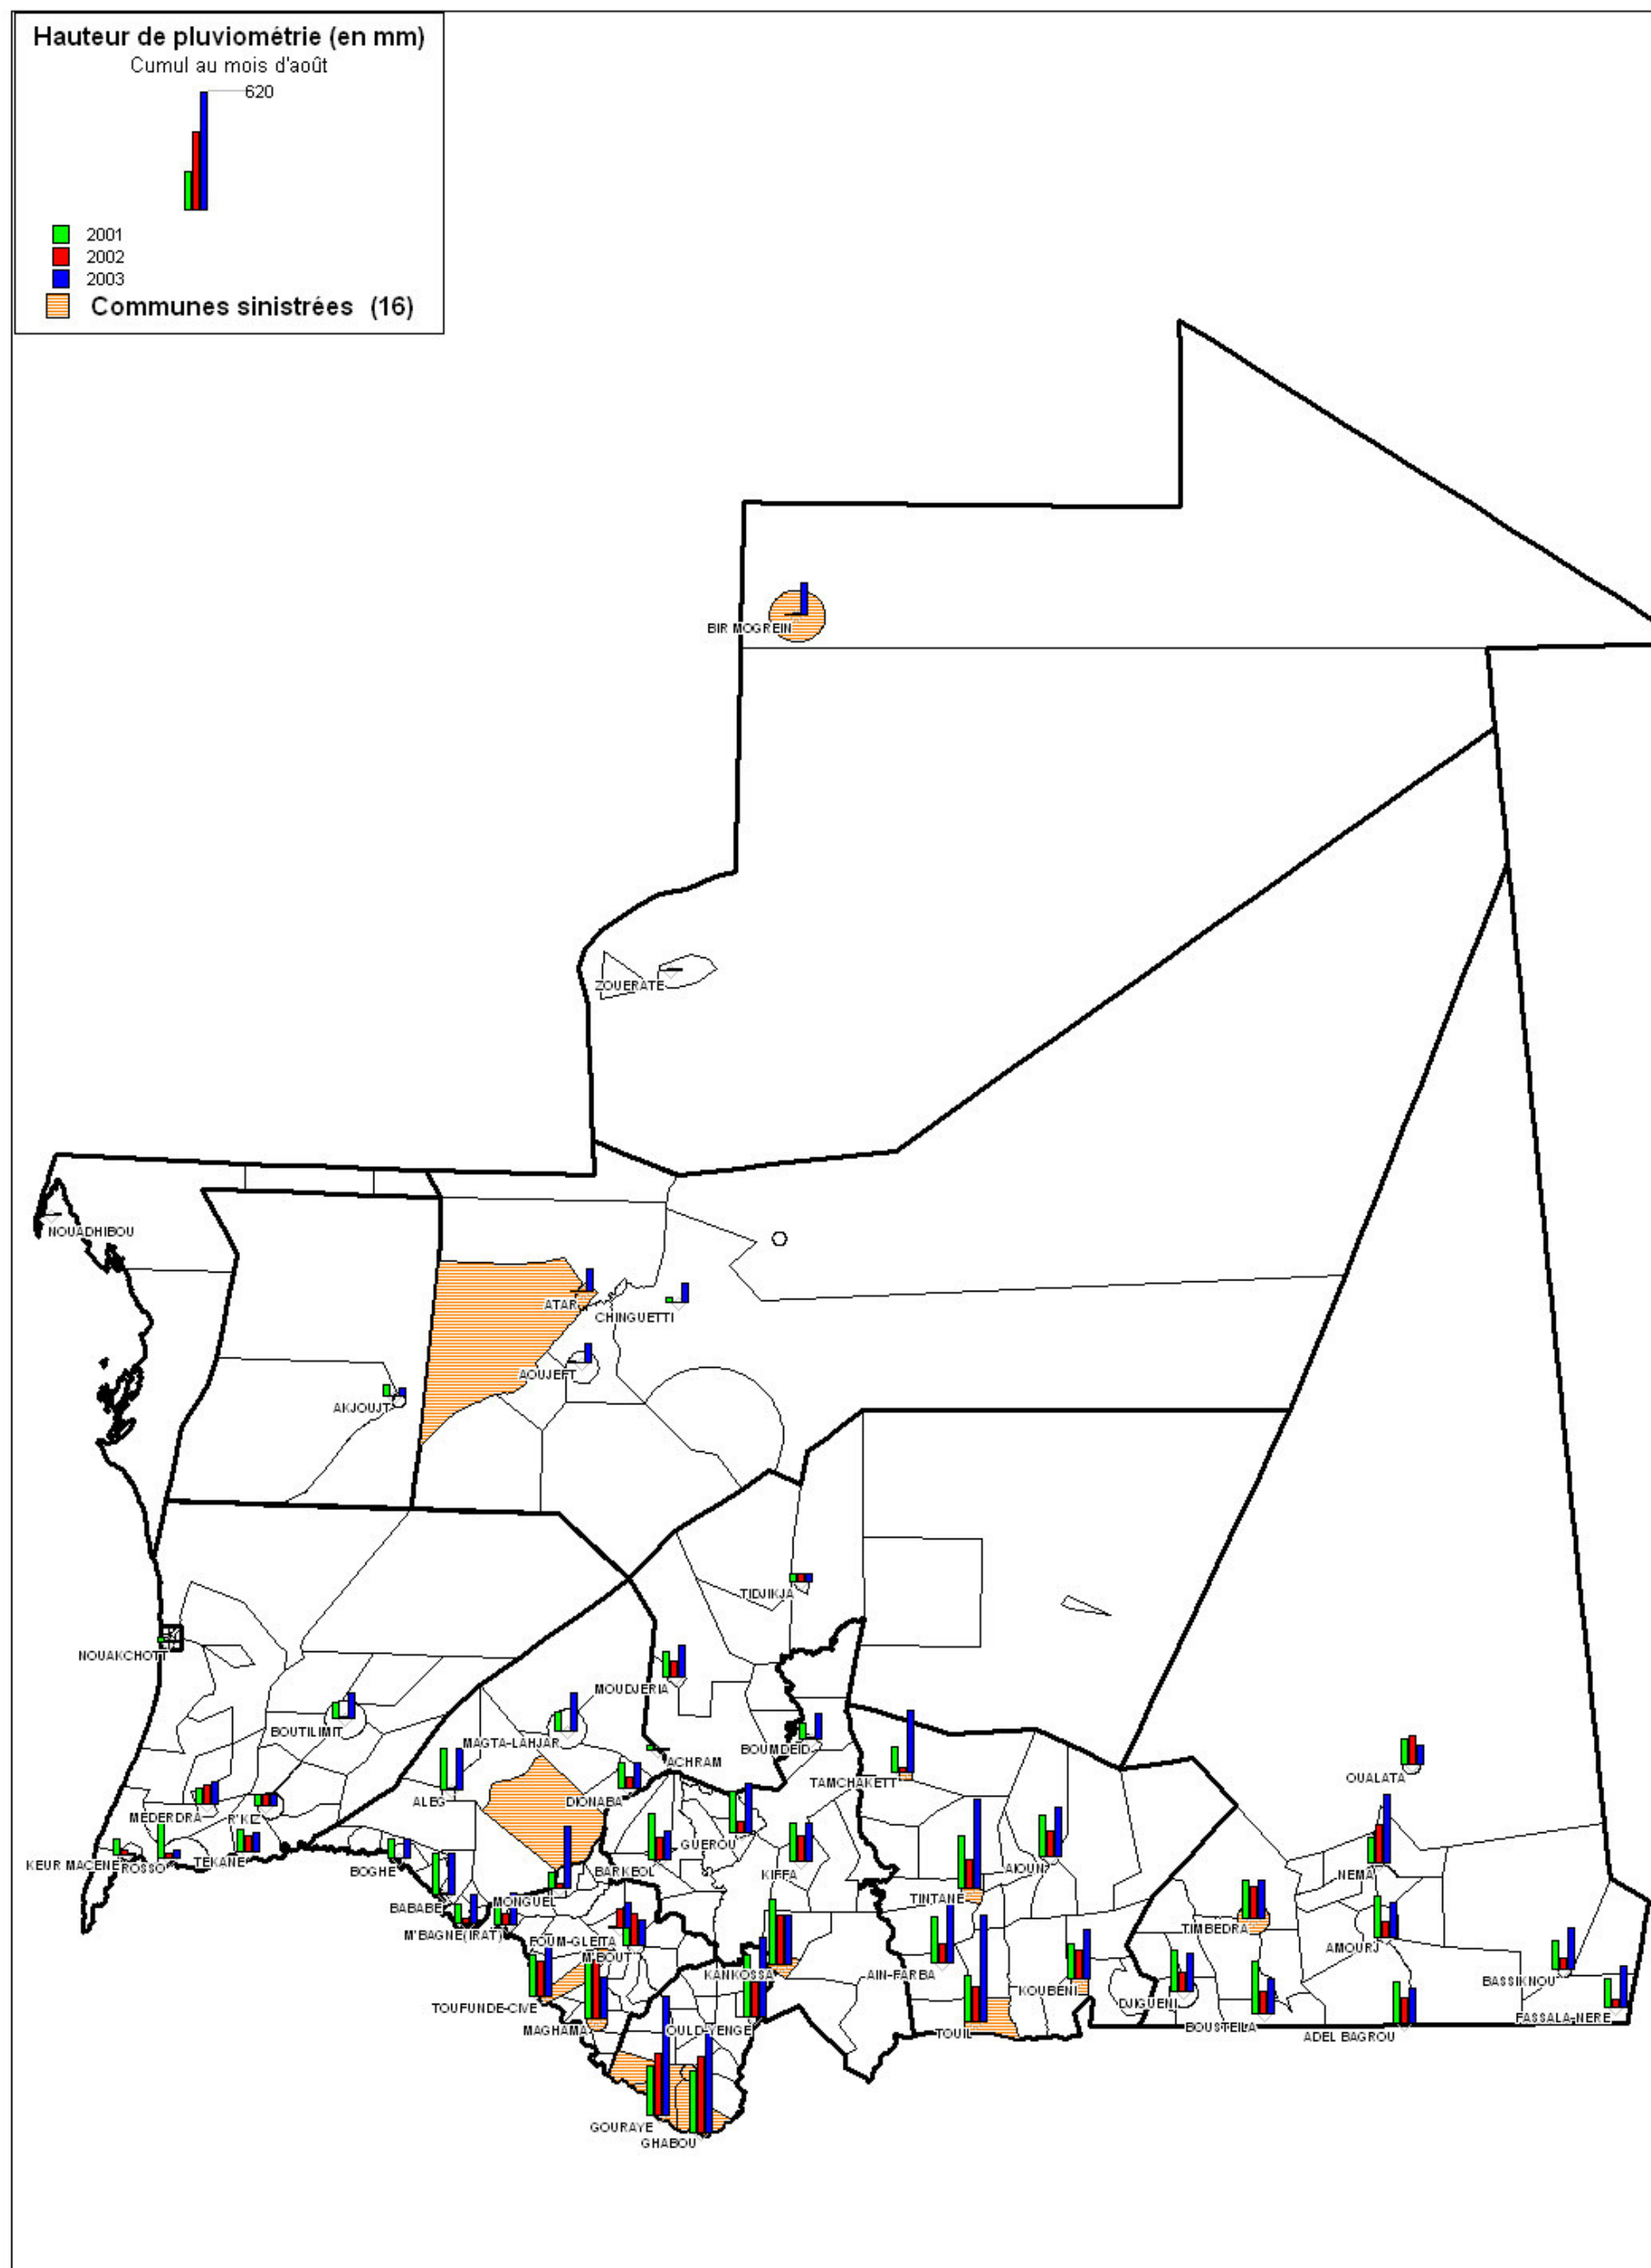 Hauteur de pluviométrie (en mm)
Cumul au mois d'août
620
2001
2002
2003
Communes sinistrées (16)
BIR MOGREIN
ZOUERATE
NOUADHIBOU
ATAR
CHINGUETTI
AOUJEFT
AKJOUJT
TIDJIKJA
NOUAKCHOTT
MOUDJERIA
BOUTILIMIT
MAGTA-LAHJAR
ACHRAM
BOUMDEID
TAMCHAKETT
OUALATA
ALEG
DIONABA
MEDERDRA
R'KIZ
KEUR MACENE
ROSSO
TEKANE
BOGHE
BARKEOL
GUEROU
KIFFA
AIOUN
NEMA
BABABE
MONGUEL
TINTANE
M'BAGNE(IRAT)
FOUM-GLEITA
M'BOUT
TIMBEDRA
AMOURJ
KANKOSSA
AIN-FARBA
KOUBENI
DJIGUENI
BASSIKNOU
TOUFUNDE-CIVE
MAGHAMA
OULD-YENGE
TOUIL
BOUSTEILA
ADEL BAGROU
FASSALA-NERE
GOURAYE
GHABOU